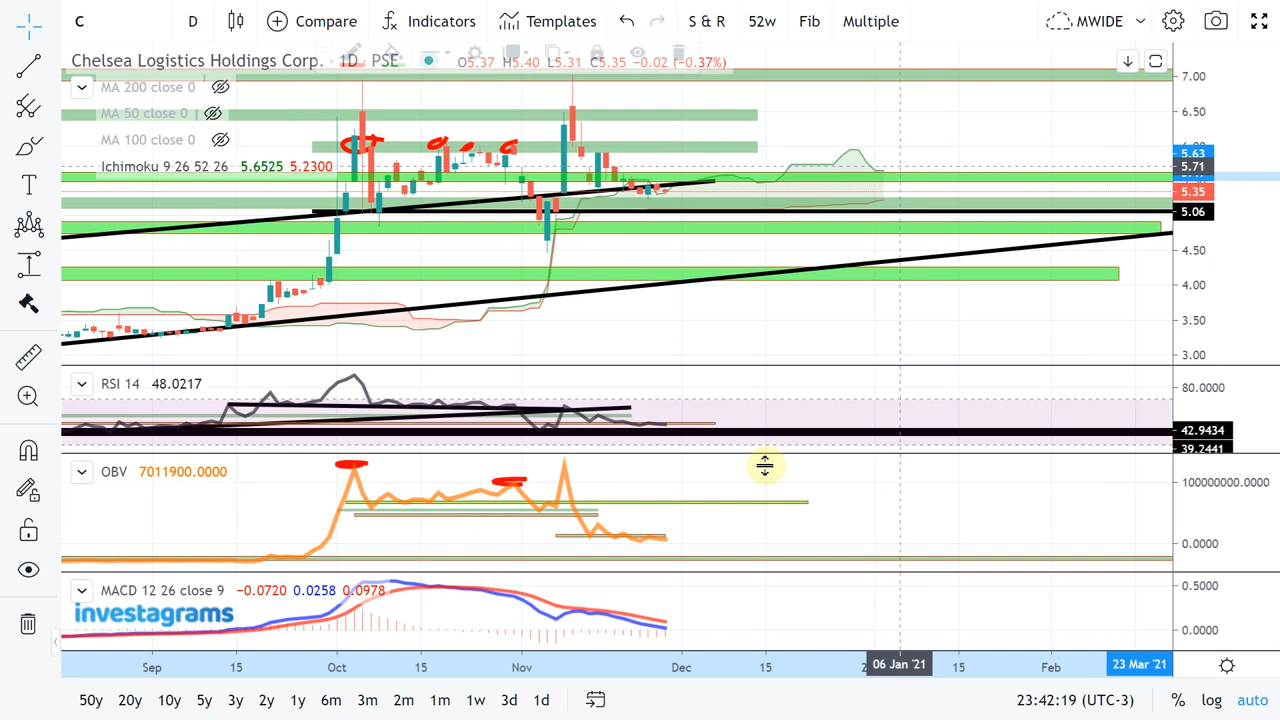 C D Compare Indicators Templates S & R 52w Fib Multiple MWIDE
Chelsea Logistics Holdings Corp. · 1D · PSE O5.37 H5.40 L5.31 C5.35 −0.02 (−0.37%)
MA 200 close 0
MA 50 close 0
MA 100 close 0
Ichimoku 9 26 52 26 5.6525 5.2300
7.00
6.50
6.00
5.63
5.71
5.35
5.06
4.50
4.00
3.50
3.00
RSI 14 48.0217
80.0000
42.9434
39.2441
OBV 7011900.0000
100000000.0000
0.0000
MACD 12 26 close 9 −0.0720 0.0258 0.0978
0.5000
0.0000
investagrams
Sep 15 Oct 15 Nov Dec 15 06 Jan '21 15 Feb 23 Mar '21
50y 20y 10y 5y 3y 2y 1y 6m 3m 2m 1m 1w 3d 1d 23:42:19 (UTC-3) % log auto